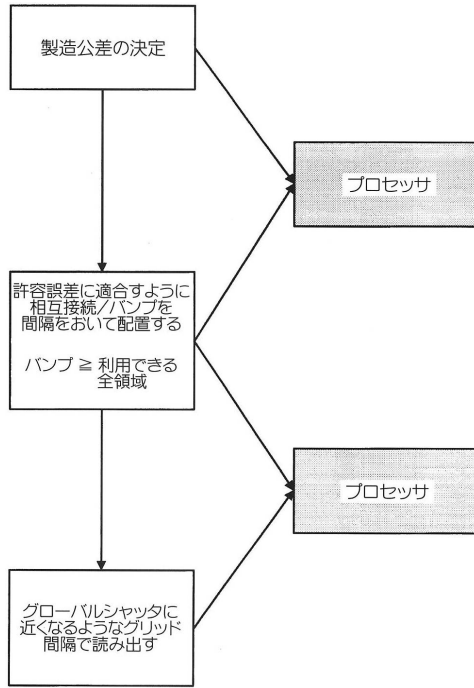 製造公差の決定
プロセッサ
許容誤差に適合すように
相互接続/バンプを
間隔をおいて配置する
バンプ ≧ 利用できる
全領域
プロセッサ
グローバルシャッタに
近くなるようなグリッド
間隔で読み出す